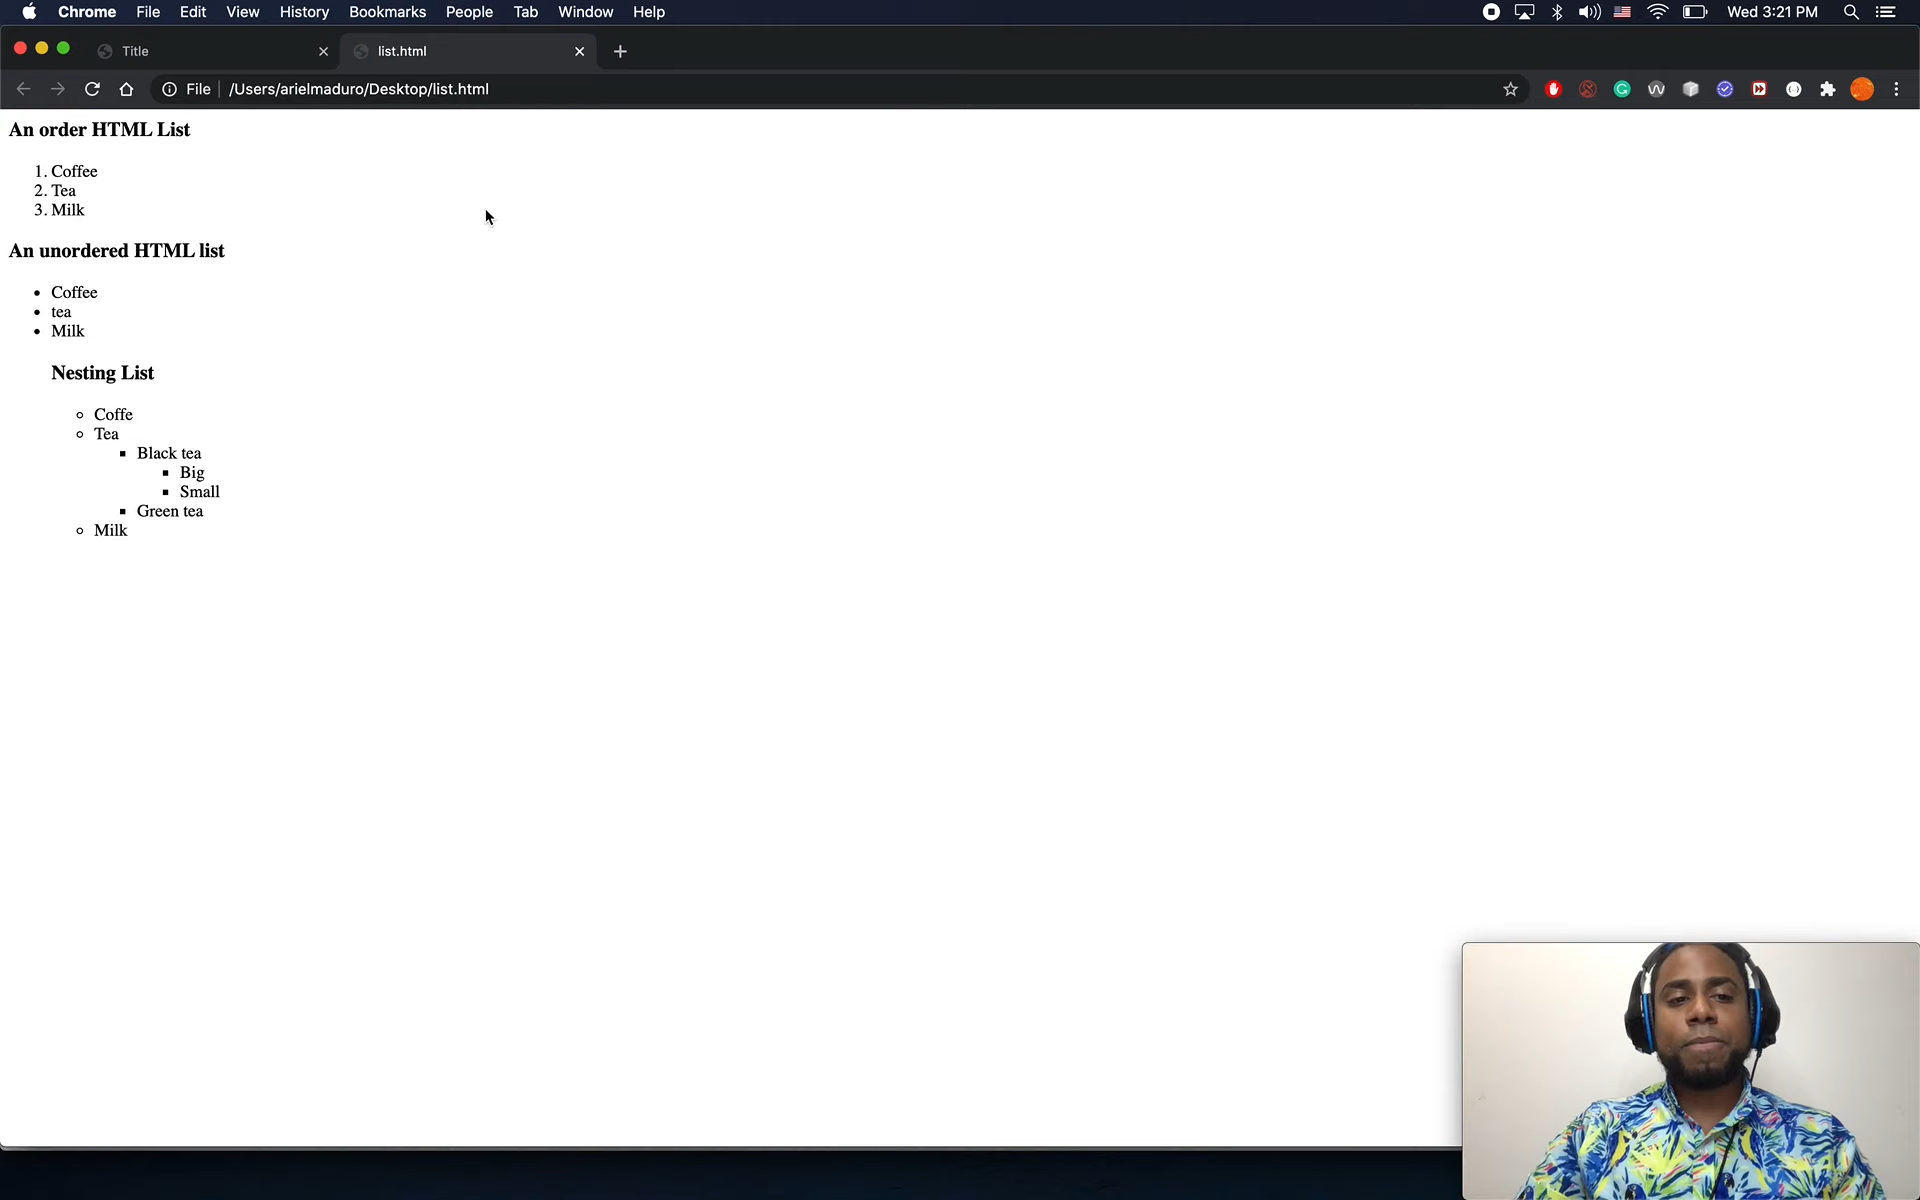 Chrome File Edit View History Bookmarks People Tab Window Help Wed 3:21 PM
Title list.html
File /Users/arielmaduro/Desktop/list.html
An order HTML List
1. Coffee
2. Tea
3. Milk
An unordered HTML list
• Coffee
• tea
• Milk
Nesting List
◦ Coffe
◦ Tea
▪ Black tea
▪ Big
▪ Small
▪ Green tea
◦ Milk